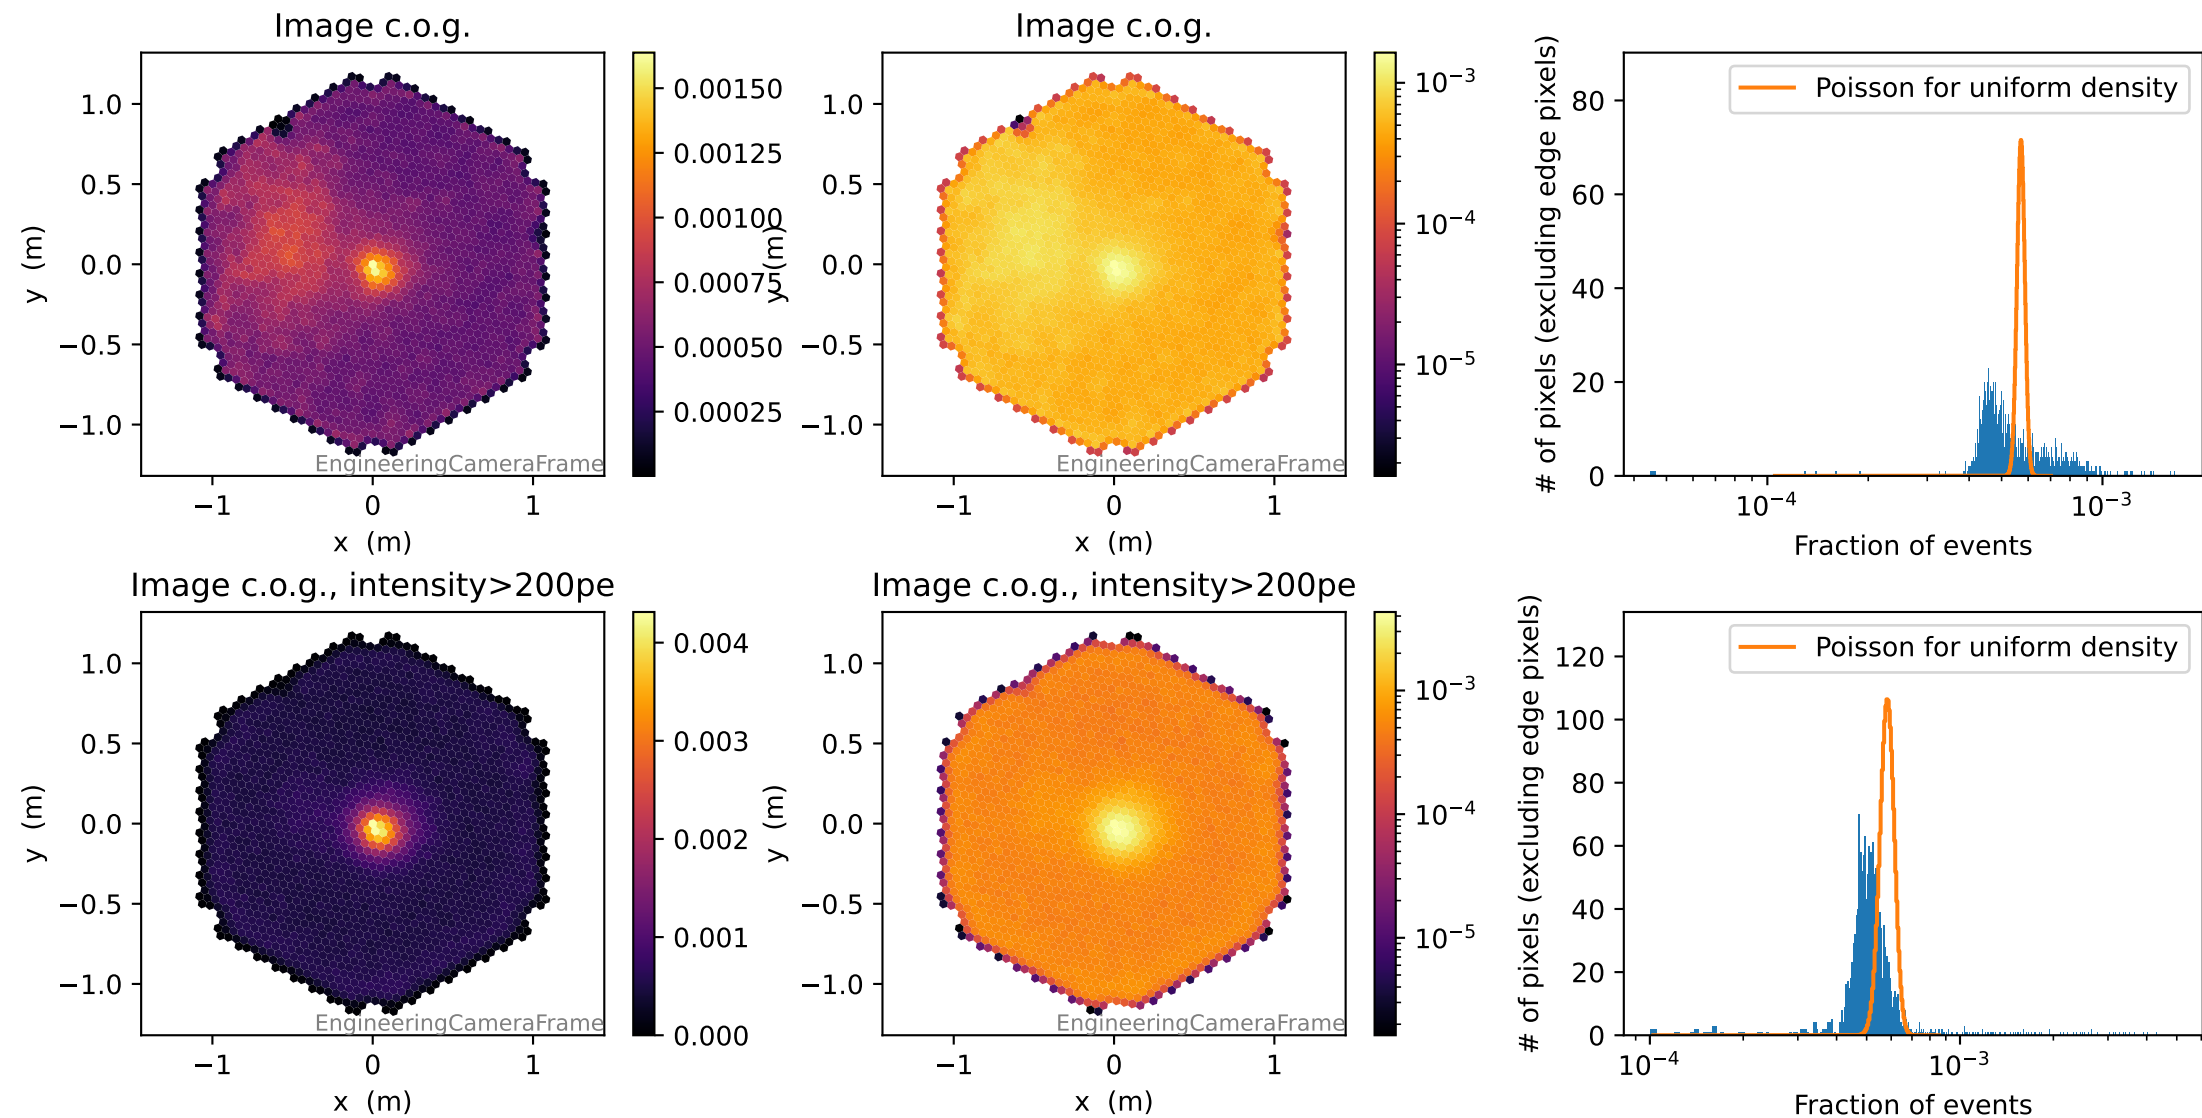 Image c.o.g.
1.0
0.5
0.0
−0.5
−1.0
y (m)
−1
0
1
x (m)
EngineeringCameraFrame
0.00150
0.00125
0.00100
0.00075
0.00050
0.00025
Image c.o.g.
1.0
0.5
0.0
−0.5
−1.0
y (m)
−1
0
1
x (m)
EngineeringCameraFrame
10⁻³
10⁻⁴
10⁻⁵
# of pixels (excluding edge pixels)
80
60
40
20
0
Poisson for uniform density
10⁻⁴
10⁻³
Fraction of events
Image c.o.g., intensity>200pe
1.0
0.5
0.0
−0.5
−1.0
y (m)
−1
0
1
x (m)
EngineeringCameraFrame
0.004
0.003
0.002
0.001
0.000
Image c.o.g., intensity>200pe
1.0
0.5
0.0
−0.5
−1.0
y (m)
−1
0
1
x (m)
EngineeringCameraFrame
10⁻³
10⁻⁴
10⁻⁵
# of pixels (excluding edge pixels)
120
100
80
60
40
20
0
Poisson for uniform density
10⁻⁴
10⁻³
Fraction of events